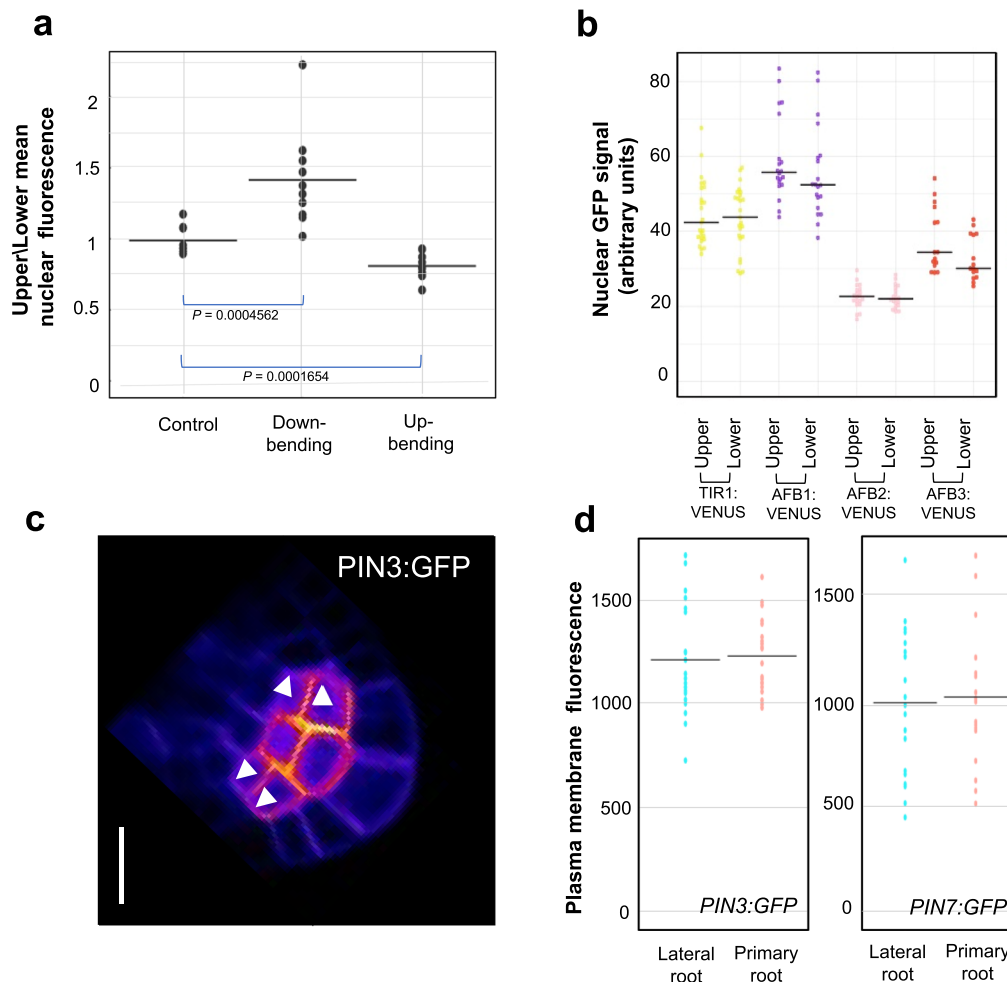 a
Upper\Lower mean
nuclear fluorescence
2
1.5
1
0.5
0
P = 0.0004562
P = 0.0001654
Control
Down-
bending
Up-
bending
b
Nuclear GFP signal
(arbitrary units)
80
60
40
20
0
Upper
Lower
Upper
Lower
Upper
Lower
Upper
Lower
TIR1:
VENUS
AFB1:
VENUS
AFB2:
VENUS
AFB3:
VENUS
c
PIN3:GFP
d
Plasma membrane fluorescence
1500
1000
500
0
PIN3:GFP
Lateral
root
Primary
root
1500
1000
500
0
PIN7:GFP
Lateral
root
Primary
root